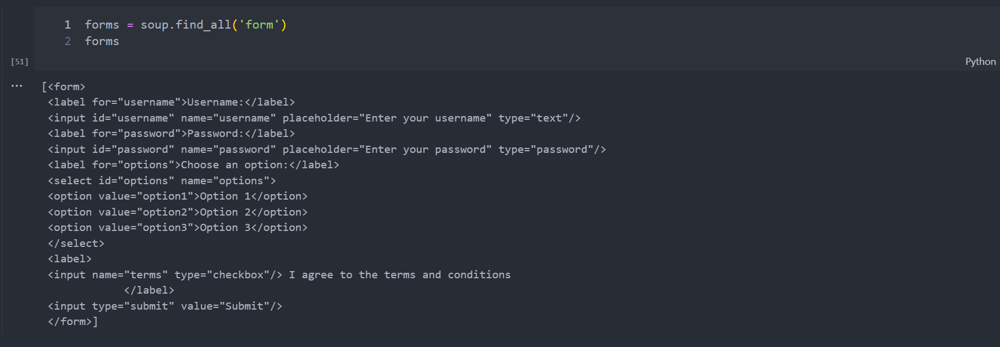 1 forms = soup.find_all('form')
2 forms
[51]
Python
... [<form>
<label for="username">Username:</label>
<input id="username" name="username" placeholder="Enter your username" type="text"/>
<label for="password">Password:</label>
<input id="password" name="password" placeholder="Enter your password" type="password"/>
<label for="options">Choose an option:</label>
<select id="options" name="options">
<option value="option1">Option 1</option>
<option value="option2">Option 2</option>
<option value="option3">Option 3</option>
</select>
<label>
<input name="terms" type="checkbox"/> I agree to the terms and conditions
</label>
<input type="submit" value="Submit"/>
</form>]